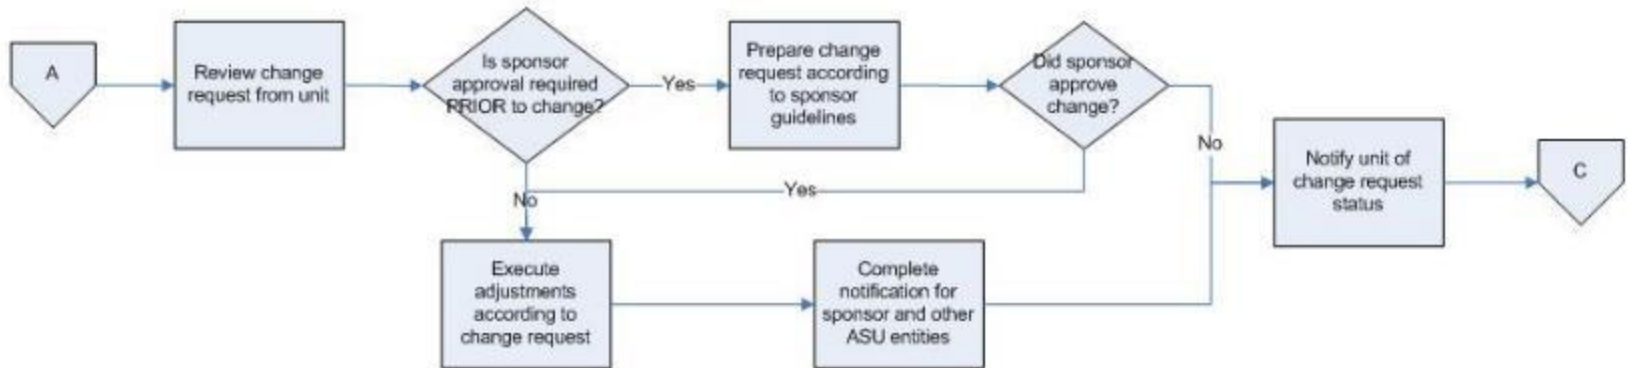 A
Review change
request from unit
Is sponsor
approval required
PRIOR to change?
Yes
Prepare change
request according
to sponsor
guidelines
Did sponsor
approve
change?
No
Yes
No
Execute
adjustments
according to
change request
Complete
notification for
sponsor and other
ASU entities
Notify unit of
change request
status
C